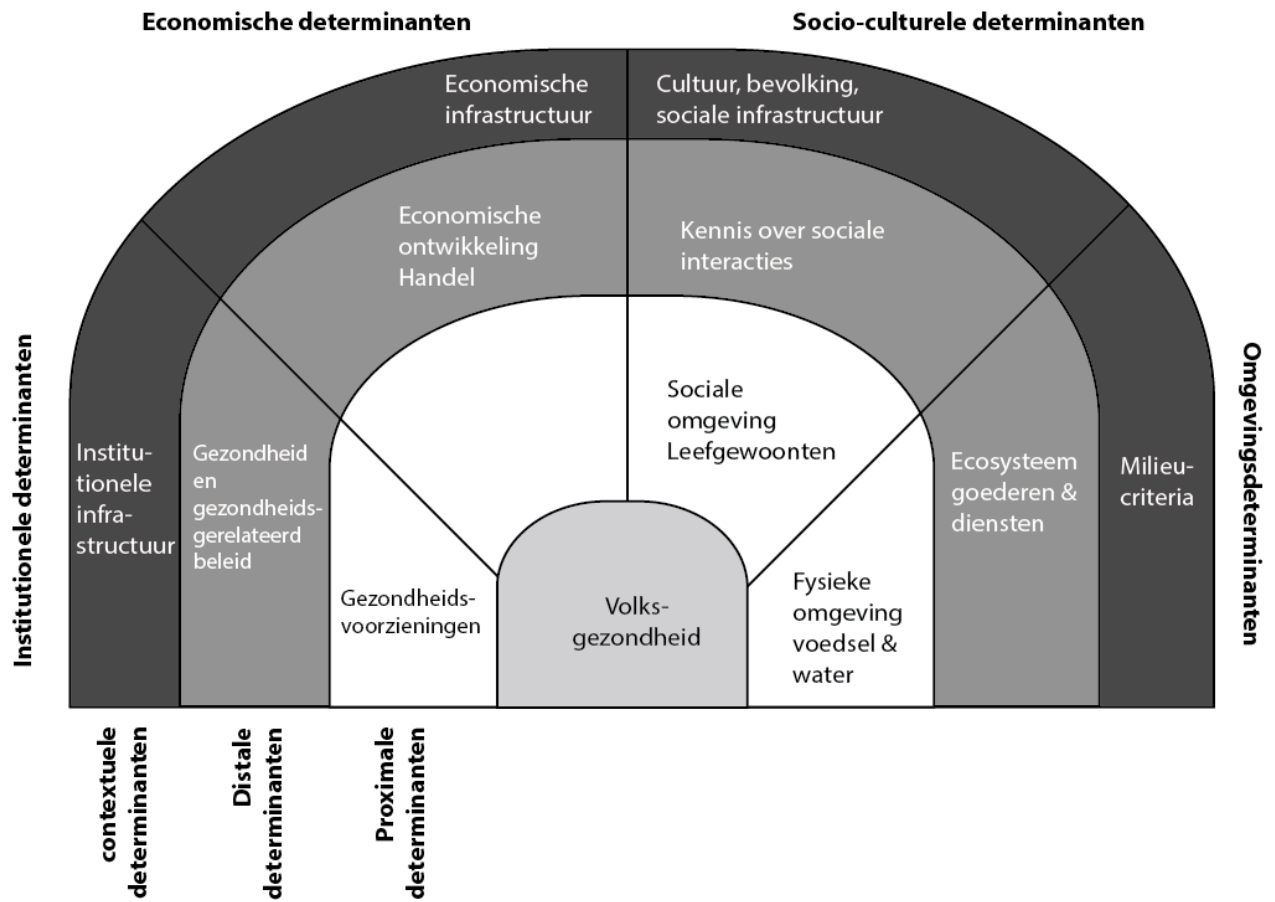 Economische determinanten
Socio-culturele determinanten
Economische
infrastructuur
Cultuur, bevolking,
sociale infrastructuur
Economische
ontwikkeling
Handel
Kennis over sociale
interacties
Institutionele determinanten
Institu-
tionele
infra-
structuur
Gezondheid
en
gezondheids-
gerelateerd
beleid
Gezondheids-
voorzieningen
Sociale
omgeving
Leefgewoonten
Volks-
gezondheid
Fysieke
omgeving
voedsel &
water
Ecosysteem
goederen &
diensten
Milieu-
criteria
Omgevingsdeterminanten
contextuele
determinanten
Distale
determinanten
Proximale
determinanten